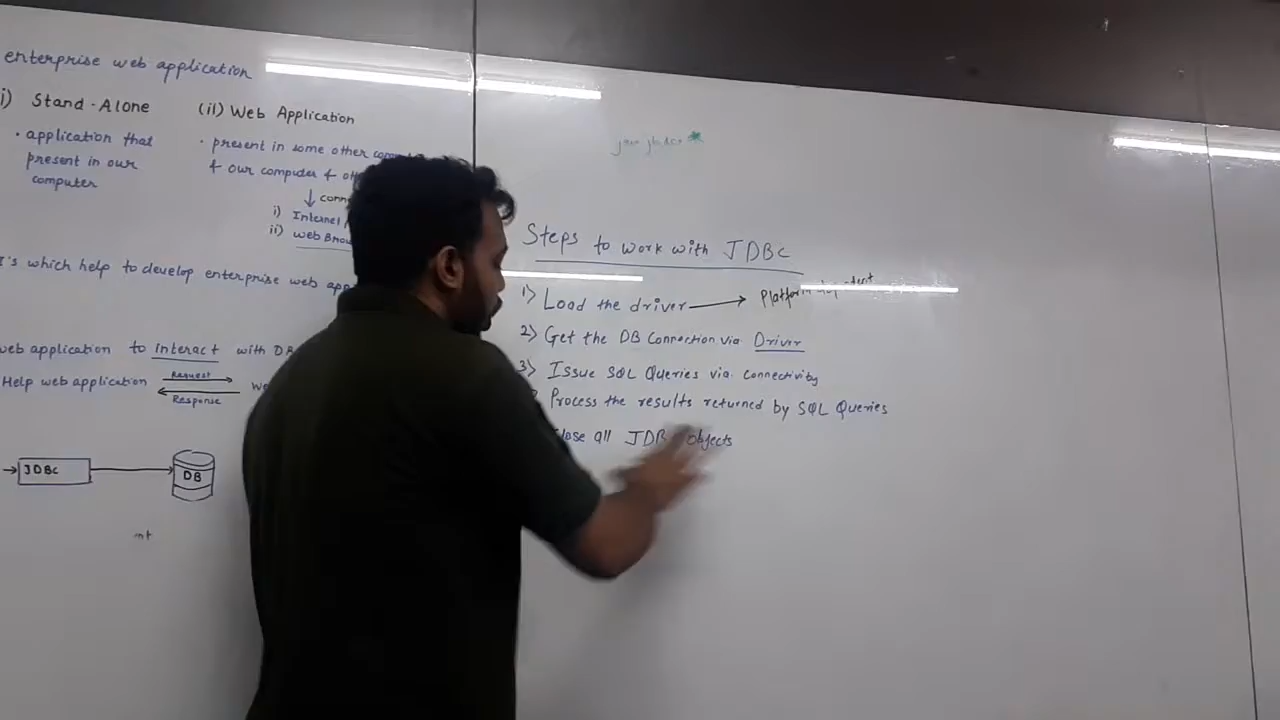 enterprise web application
i) Stand-Alone
· application that
present in our
computer
(ii) Web Application
· present in some other
& our computer &
i) Internet
ii) Web
I's which help to develop enterprise web
web application to interact with
Help web application
Request
Response
JDBC
DB
Steps to work with JDBC
1) Load the driver
2) Get the DB Connection via Driver
3) Issue SQL Queries via connectivity
Process the results returned by SQL Queries
all JDBC objects